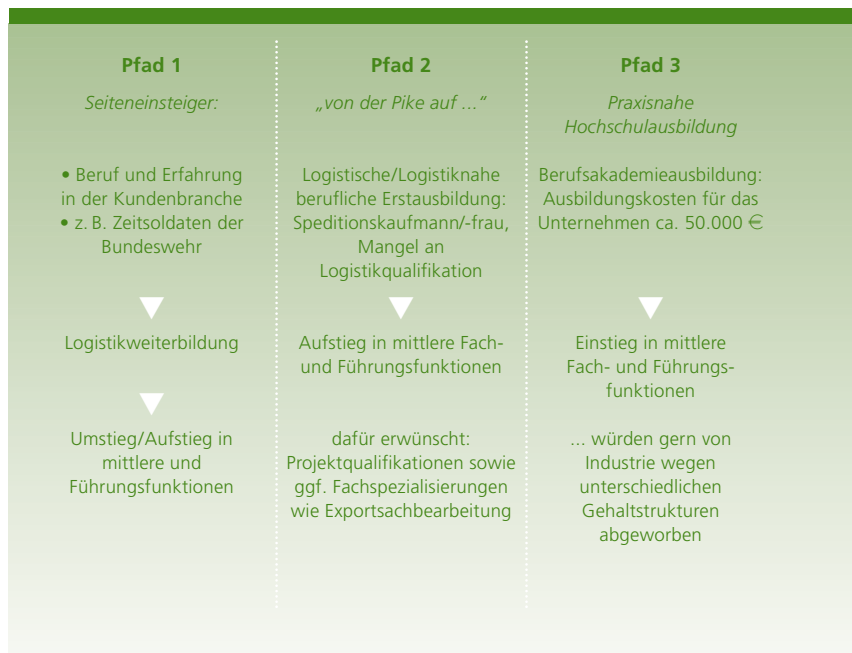 Pfad 1
Seiteneinsteiger:
• Beruf und Erfahrung
in der Kundenbranche
• z. B. Zeitsoldaten der
Bundeswehr
Logistikweiterbildung
Umstieg/Aufstieg in
mittlere und
Führungsfunktionen
Pfad 2
„von der Pike auf ...“
Logistische/Logistiknahe
berufliche Erstausbildung:
Speditionskaufmann/-frau,
Mangel an
Logistikqualifikation
Aufstieg in mittlere Fach-
und Führungsfunktionen
dafür erwünscht:
Projektqualifikationen sowie
ggf. Fachspezialisierungen
wie Exportsachbearbeitung
Pfad 3
Praxisnahe
Hochschulausbildung
Berufsakademieausbildung:
Ausbildungskosten für das
Unternehmen ca. 50.000 €
Einstieg in mittlere
Fach- und Führungs-
funktionen
... würden gern von
Industrie wegen
unterschiedlichen
Gehaltstrukturen
abgeworben